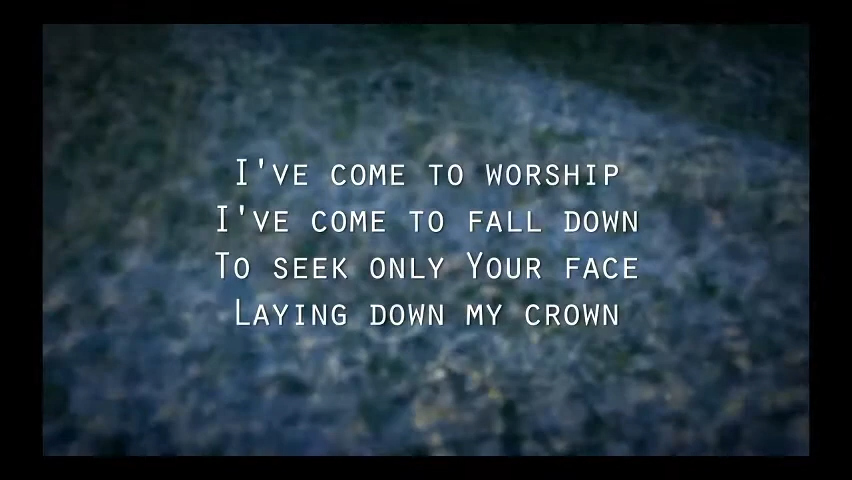 I'VE COME TO WORSHIP
I'VE COME TO FALL DOWN
TO SEEK ONLY YOUR FACE
LAYING DOWN MY CROWN